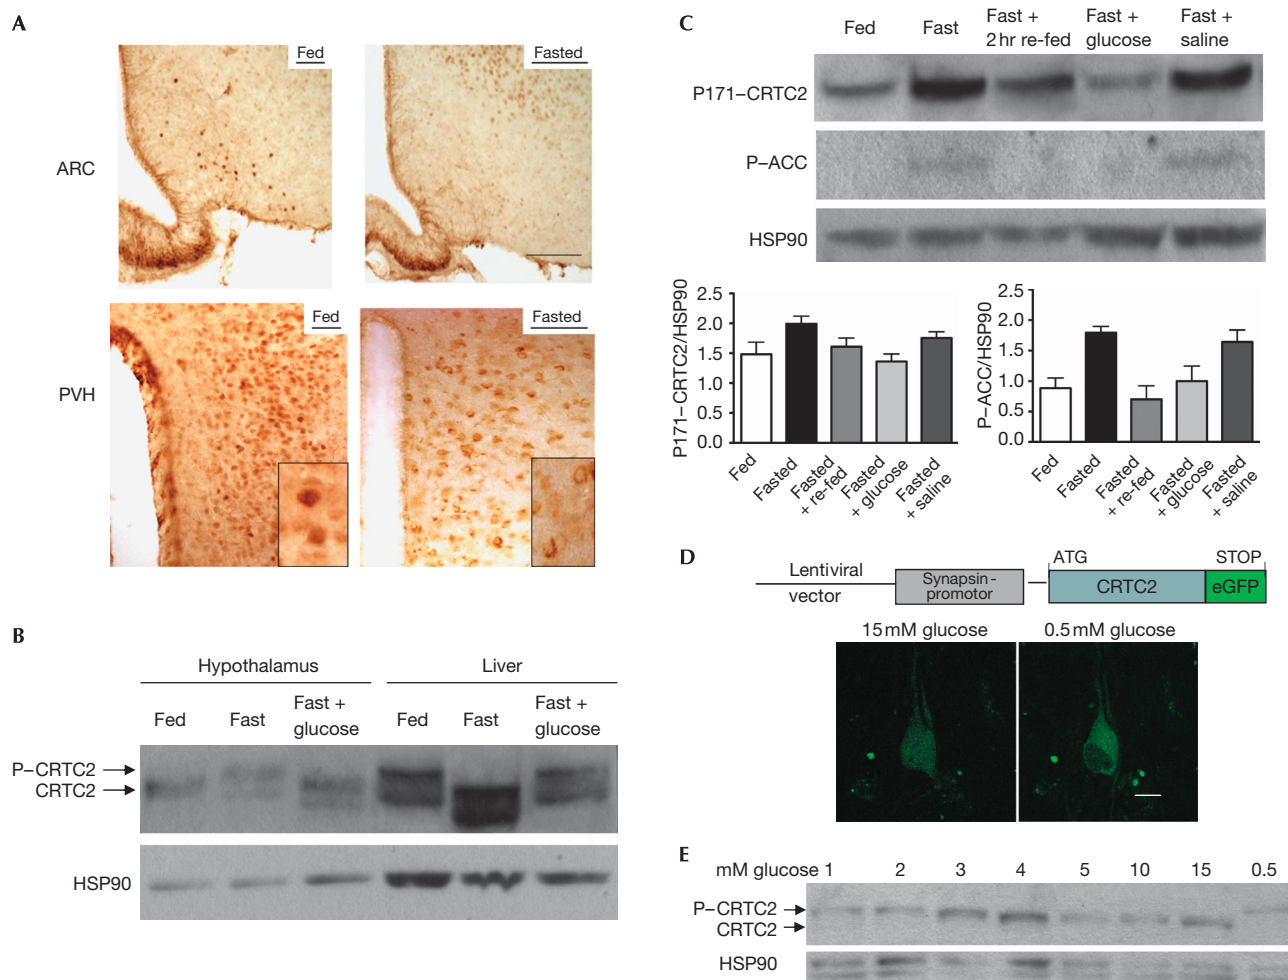 A
Fed
Fasted
ARC
Fed
Fasted
PVH
B
Hypothalamus
Liver
Fed
Fast
Fast +
glucose
Fed
Fast
Fast +
glucose
P–CRTC2
CRTC2
HSP90
C
Fed
Fast
Fast +
2 hr re-fed
Fast +
glucose
Fast +
saline
P171–CRTC2
P–ACC
HSP90
P171–CRTC2/HSP90
2.5
2.0
1.5
1.0
0.5
0.0
Fed
Fasted
Fasted
+ re-fed
Fasted
+ glucose
Fasted
+ saline
P–ACC/HSP90
2.5
2.0
1.5
1.0
0.5
0.0
Fed
Fasted
Fasted
+ re-fed
Fasted
+ glucose
Fasted
+ saline
D
Lentiviral
vector
Synapsin-
promotor
ATG
STOP
CRTC2
eGFP
15 mM glucose
0.5 mM glucose
E
mM glucose 1 2 3 4 5 10 15 0.5
P–CRTC2
CRTC2
HSP90